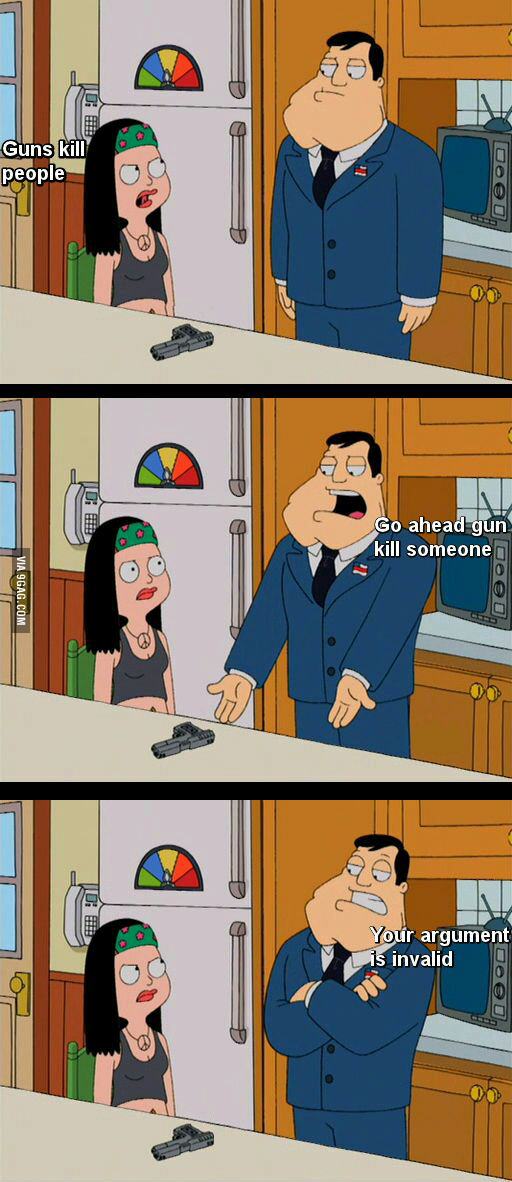 Guns kill
people
Go ahead gun
kill someone
VIA 9GAG.COM
Your argument
is invalid